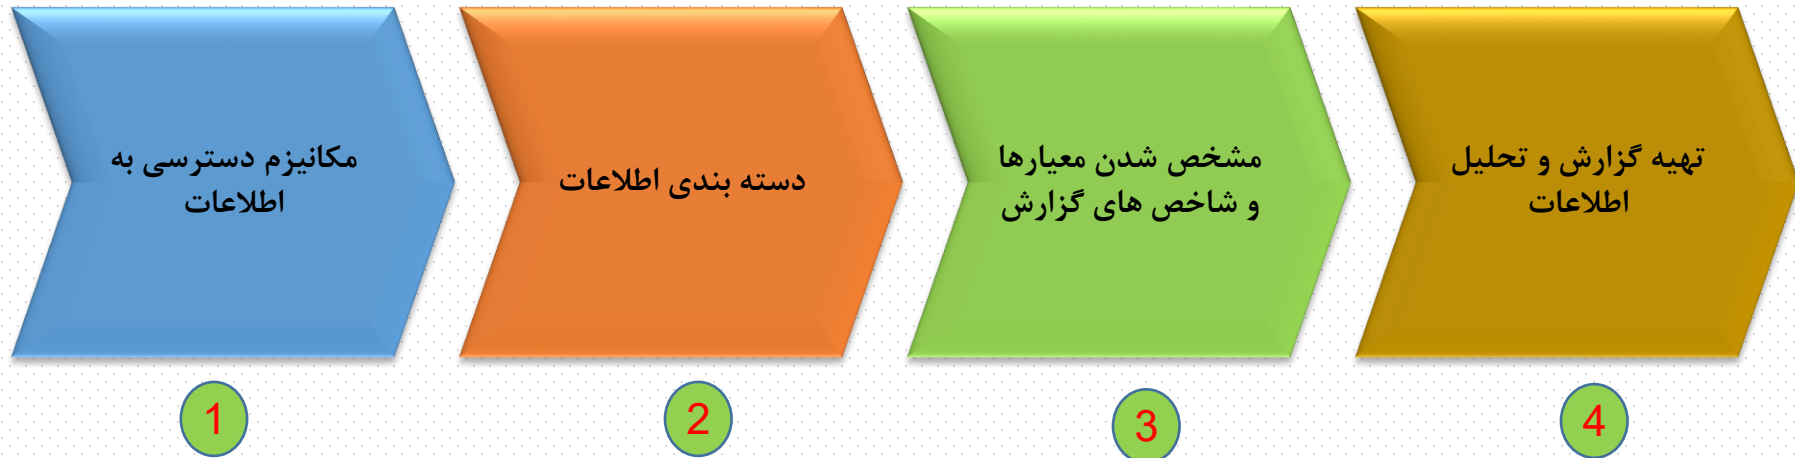 مکانیزم دسترسی به
اطلاعات
دسته بندی اطلاعات
مشخص شدن معیارها
و شاخص های گزارش
تهیه گزارش و تحلیل
اطلاعات
1
2
3
4